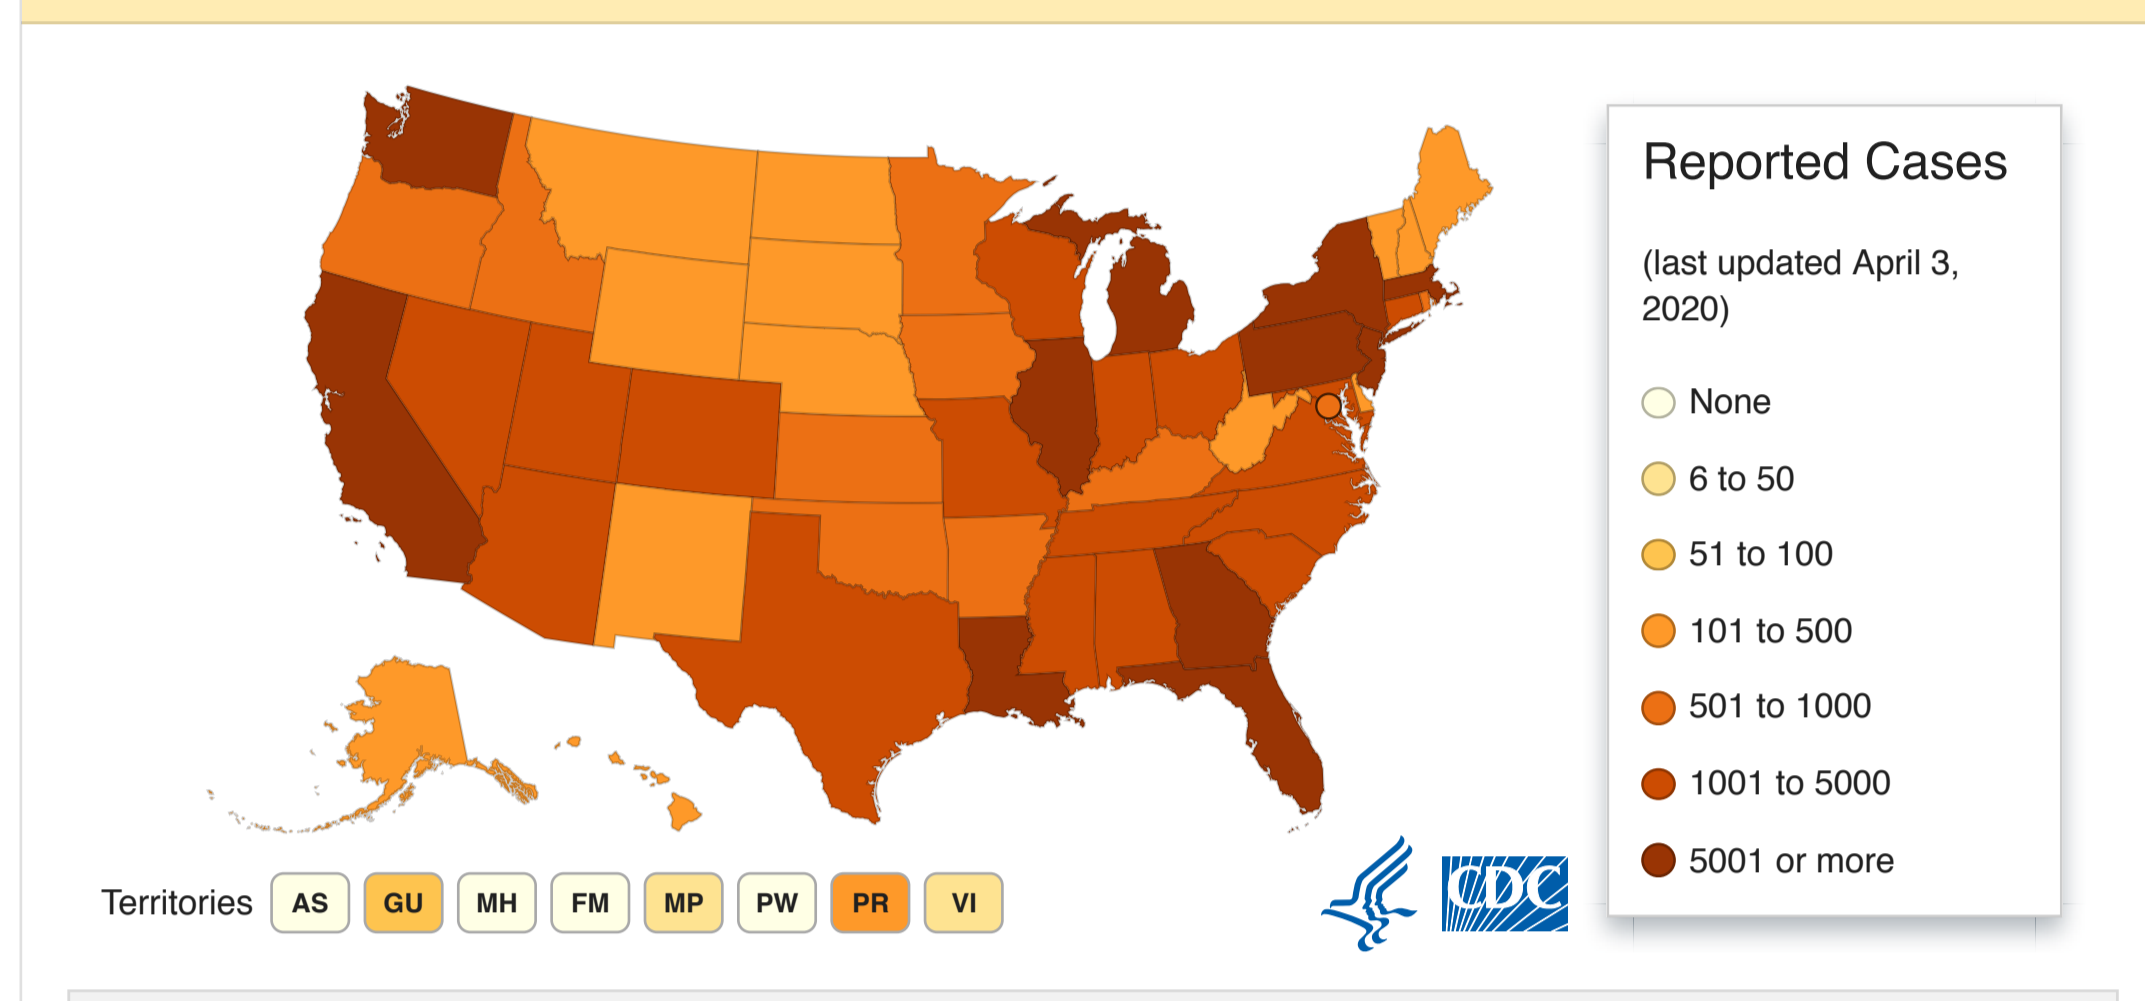 Reported Cases
(last updated April 3,
2020)
None
6 to 50
51 to 100
101 to 500
501 to 1000
1001 to 5000
5001 or more
Territories AS GU MH FM MP PW PR VI
CDC